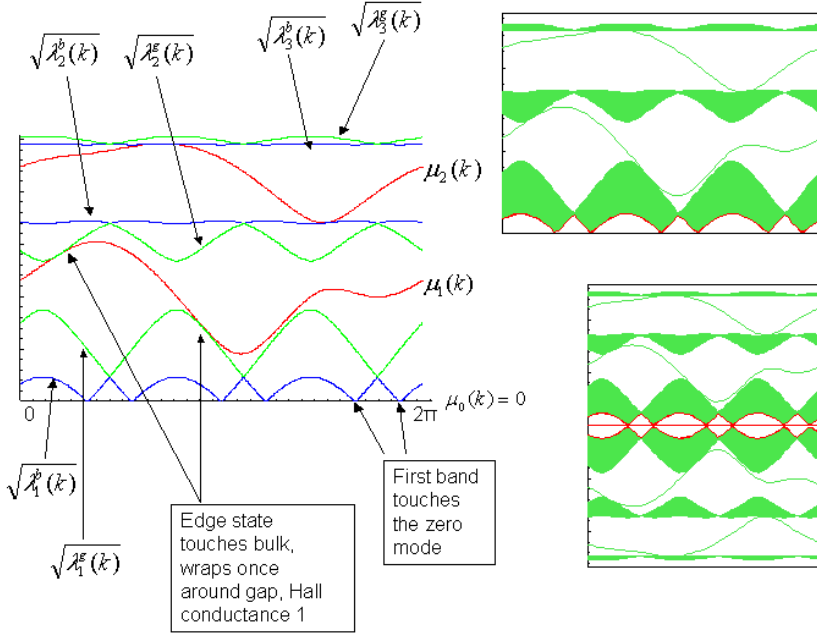 √λ₂ᵇ(k)
√λ₂ᵍ(k)
√λ₃ᵇ(k)
√λ₃ᵍ(k)
μ₂(k)
μ₁(k)
0
2π
μ₀(k) = 0
√λ₁ᵇ(k)
√λ₁ᵍ(k)
Edge state
touches bulk,
wraps once
around gap, Hall
conductance 1
First band
touches
the zero
mode